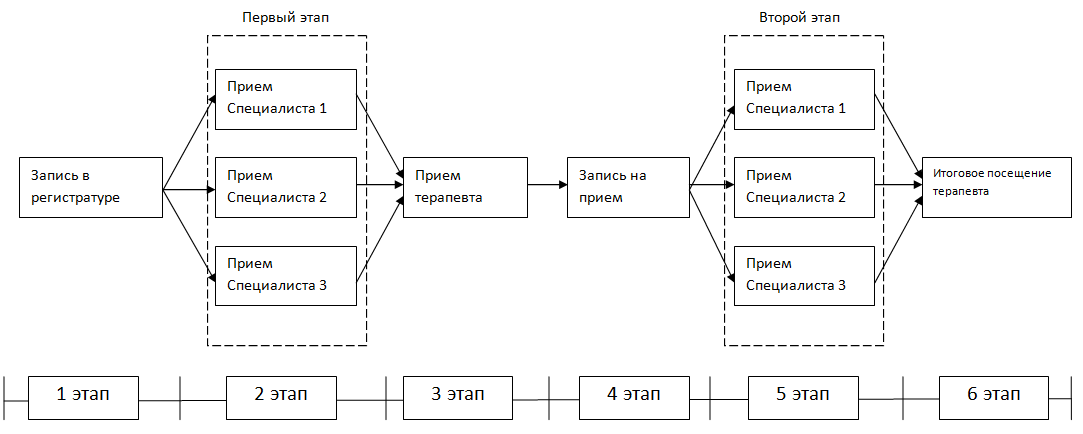 Первый этап
Второй этап
Прием
Специалиста 1
Прием
Специалиста 1
Запись в
регистратуре
Прием
Специалиста 2
Прием
терапевта
Запись на
прием
Прием
Специалиста 2
Итоговое посещение
терапевта
Прием
Специалиста 3
Прием
Специалиста 3
1 этап
2 этап
3 этап
4 этап
5 этап
6 этап